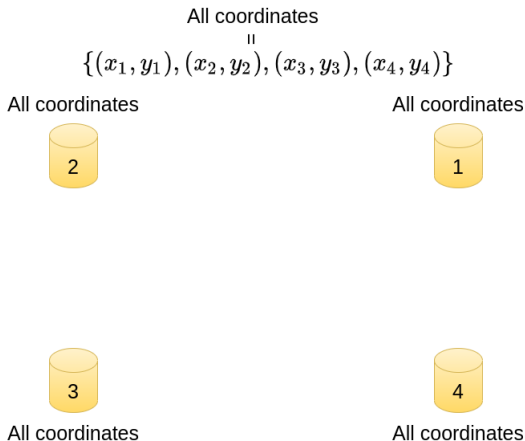 All coordinates
=
{(x₁, y₁), (x₂, y₂), (x₃, y₃), (x₄, y₄)}
All coordinates All coordinates
2 1
3 4
All coordinates All coordinates